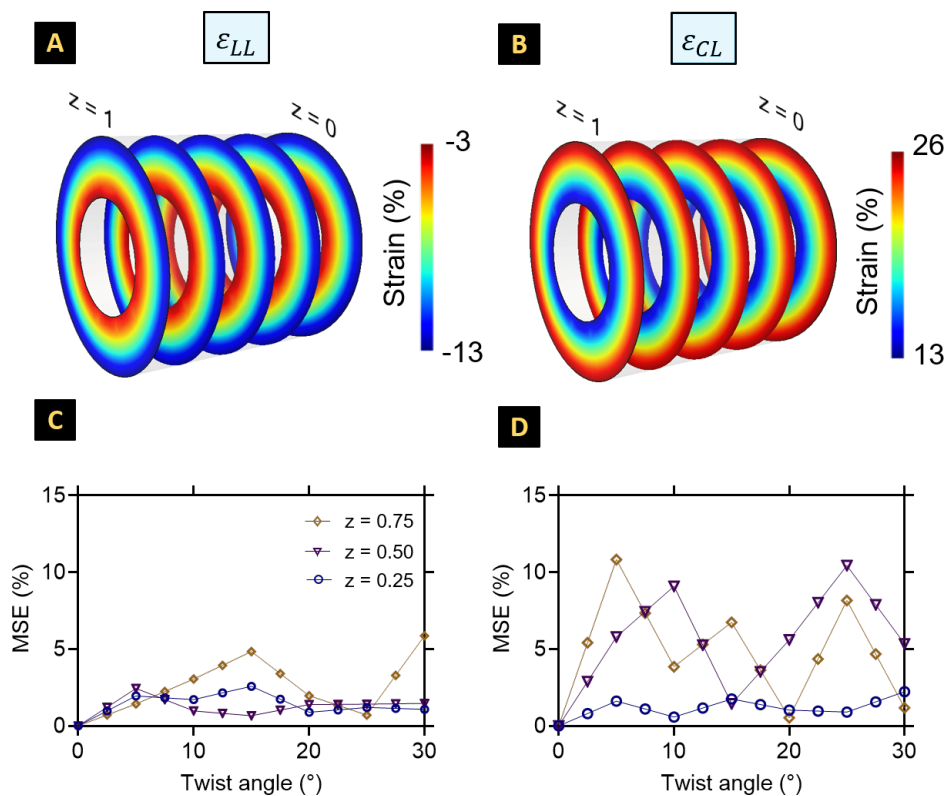 A
ε_LL
z = 1
z = 0
-3
Strain (%)
-13
B
ε_CL
z = 1
z = 0
26
Strain (%)
13
C
15
10
5
0
MSE (%)
z = 0.75
z = 0.50
z = 0.25
0
10
20
30
Twist angle (°)
D
15
10
5
0
MSE (%)
0
10
20
30
Twist angle (°)